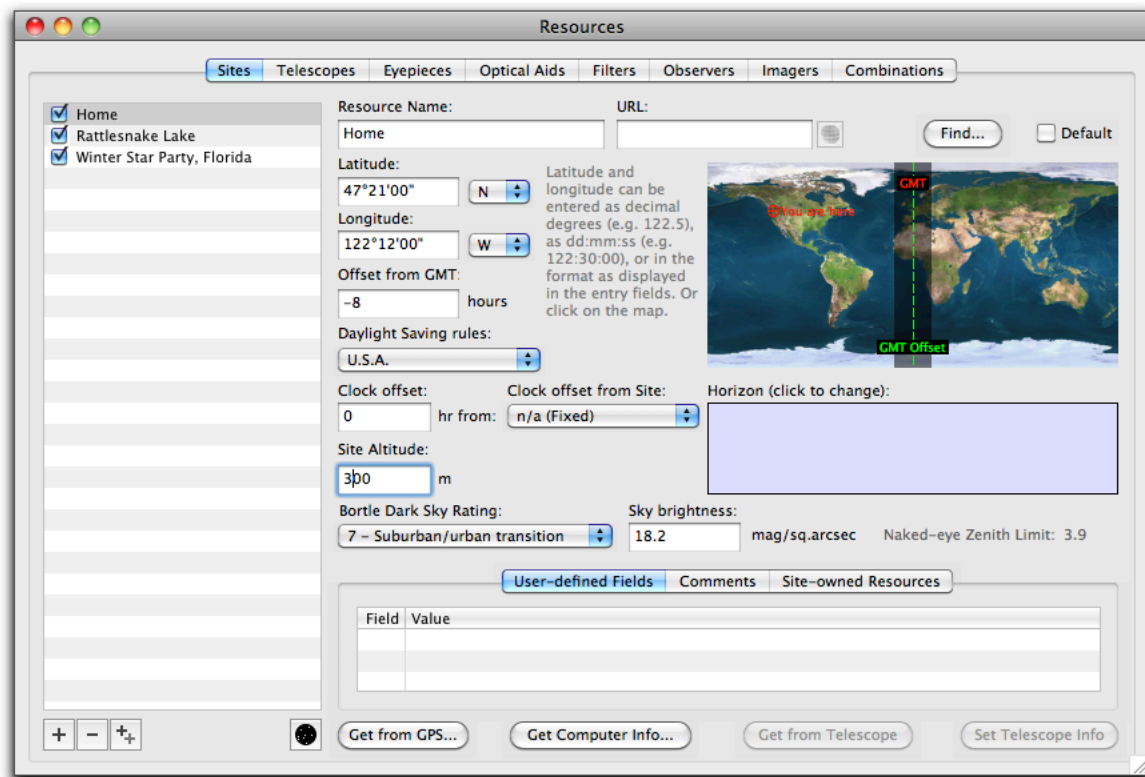 Resources
Sites Telescopes Eyepieces Optical Aids Filters Observers Imagers Combinations
Home
Rattlesnake Lake
Winter Star Party, Florida
Resource Name:
URL:
Home
Find...
Default
Latitude:
47°21'00"
N
Longitude:
122°12'00"
W
Latitude and
longitude can be
entered as decimal
degrees (e.g. 122.5),
as dd:mm:ss (e.g.
122:30:00), or in the
format as displayed
in the entry fields. Or
click on the map.
GMT
You are here
GMT Offset
Offset from GMT:
-8 hours
Daylight Saving rules:
U.S.A.
Clock offset:
0 hr from:
Clock offset from Site:
n/a (Fixed)
Horizon (click to change):
Site Altitude:
300 m
Bortle Dark Sky Rating:
7 - Suburban/urban transition
Sky brightness:
18.2 mag/sq.arcsec
Naked-eye Zenith Limit: 3.9
User-defined Fields Comments Site-owned Resources
Field Value
+ - ++
Get from GPS... Get Computer Info... Get from Telescope Set Telescope Info